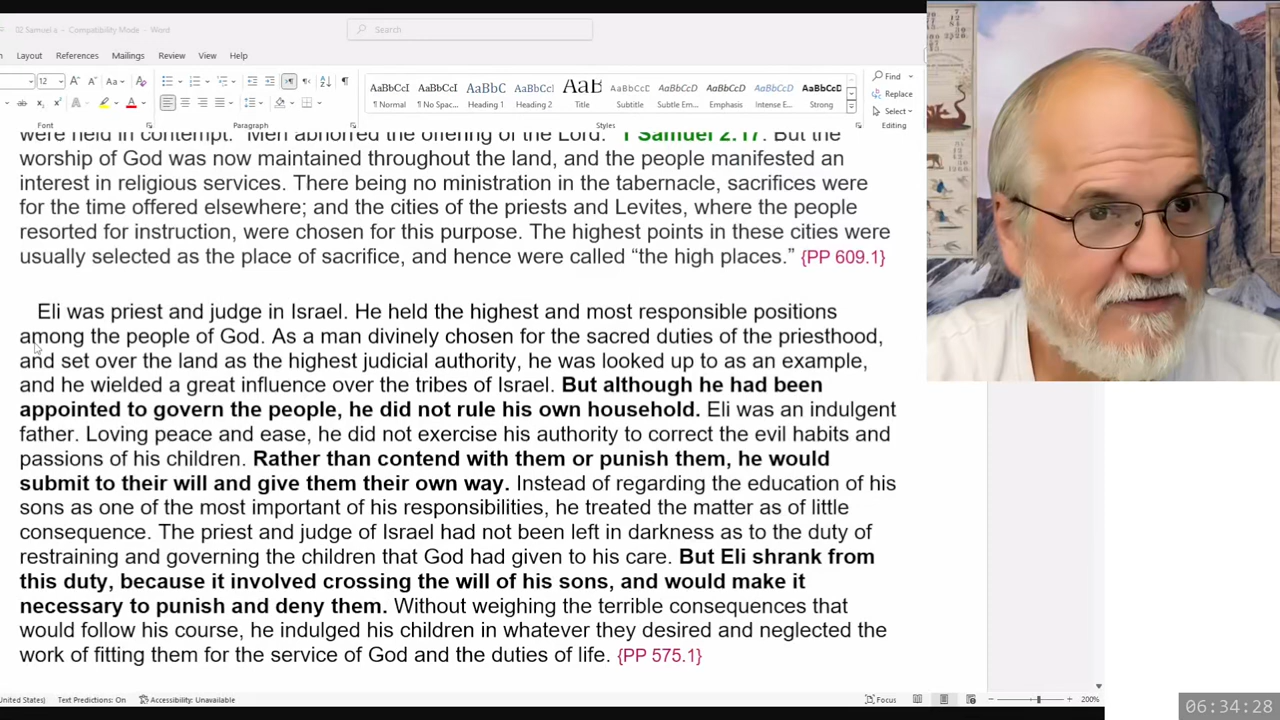 02 Samuel a - Compatibility Mode - Word
Search
Layout References Mailings Review View Help
12
Aa
Find
Replace
Select
AaBbCcI AaBbCcI AaBbC AaBbCcI AaB AaBbCcD AaBbCcD AaBbCcD AaBbCcD AaBbCcD
¶ Normal ¶ No Spac... Heading 1 Heading 2 Title Subtitle Subtle Em... Emphasis Intense E... Strong
Font Paragraph Styles Editing
were held in contempt. "Men abhorred the offering of the Lord." 1 Samuel 2:17. But the
worship of God was now maintained throughout the land, and the people manifested an
interest in religious services. There being no ministration in the tabernacle, sacrifices were
for the time offered elsewhere; and the cities of the priests and Levites, where the people
resorted for instruction, were chosen for this purpose. The highest points in these cities were
usually selected as the place of sacrifice, and hence were called “the high places.” {PP 609.1}
Eli was priest and judge in Israel. He held the highest and most responsible positions
among the people of God. As a man divinely chosen for the sacred duties of the priesthood,
and set over the land as the highest judicial authority, he was looked up to as an example,
and he wielded a great influence over the tribes of Israel. But although he had been
appointed to govern the people, he did not rule his own household. Eli was an indulgent
father. Loving peace and ease, he did not exercise his authority to correct the evil habits and
passions of his children. Rather than contend with them or punish them, he would
submit to their will and give them their own way. Instead of regarding the education of his
sons as one of the most important of his responsibilities, he treated the matter as of little
consequence. The priest and judge of Israel had not been left in darkness as to the duty of
restraining and governing the children that God had given to his care. But Eli shrank from
this duty, because it involved crossing the will of his sons, and would make it
necessary to punish and deny them. Without weighing the terrible consequences that
would follow his course, he indulged his children in whatever they desired and neglected the
work of fitting them for the service of God and the duties of life. {PP 575.1}
United States) Text Predictions: On Accessibility: Unavailable Focus 200%
06:34:28